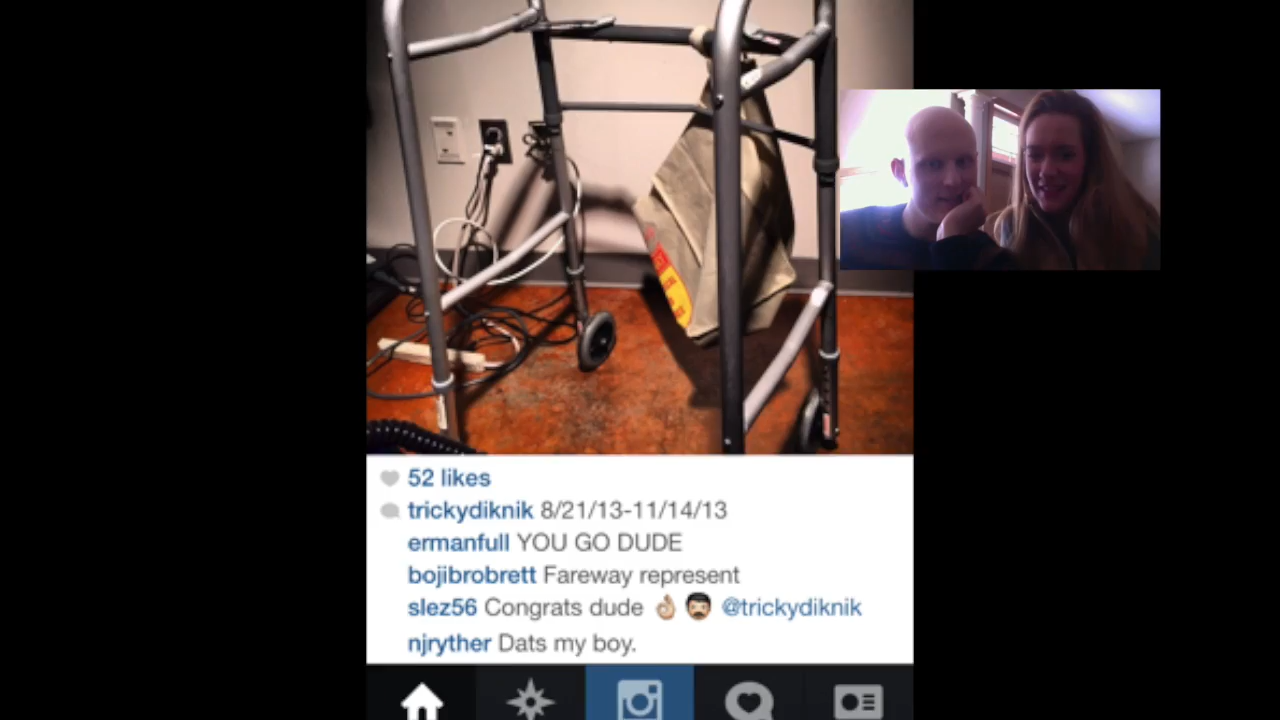 52 likes
trickydiknik 8/21/13-11/14/13
ermanfull YOU GO DUDE
bojibrobrett Fareway represent
slez56 Congrats dude 👌🏼 👨🏻 @trickydiknik
njryther Dats my boy.